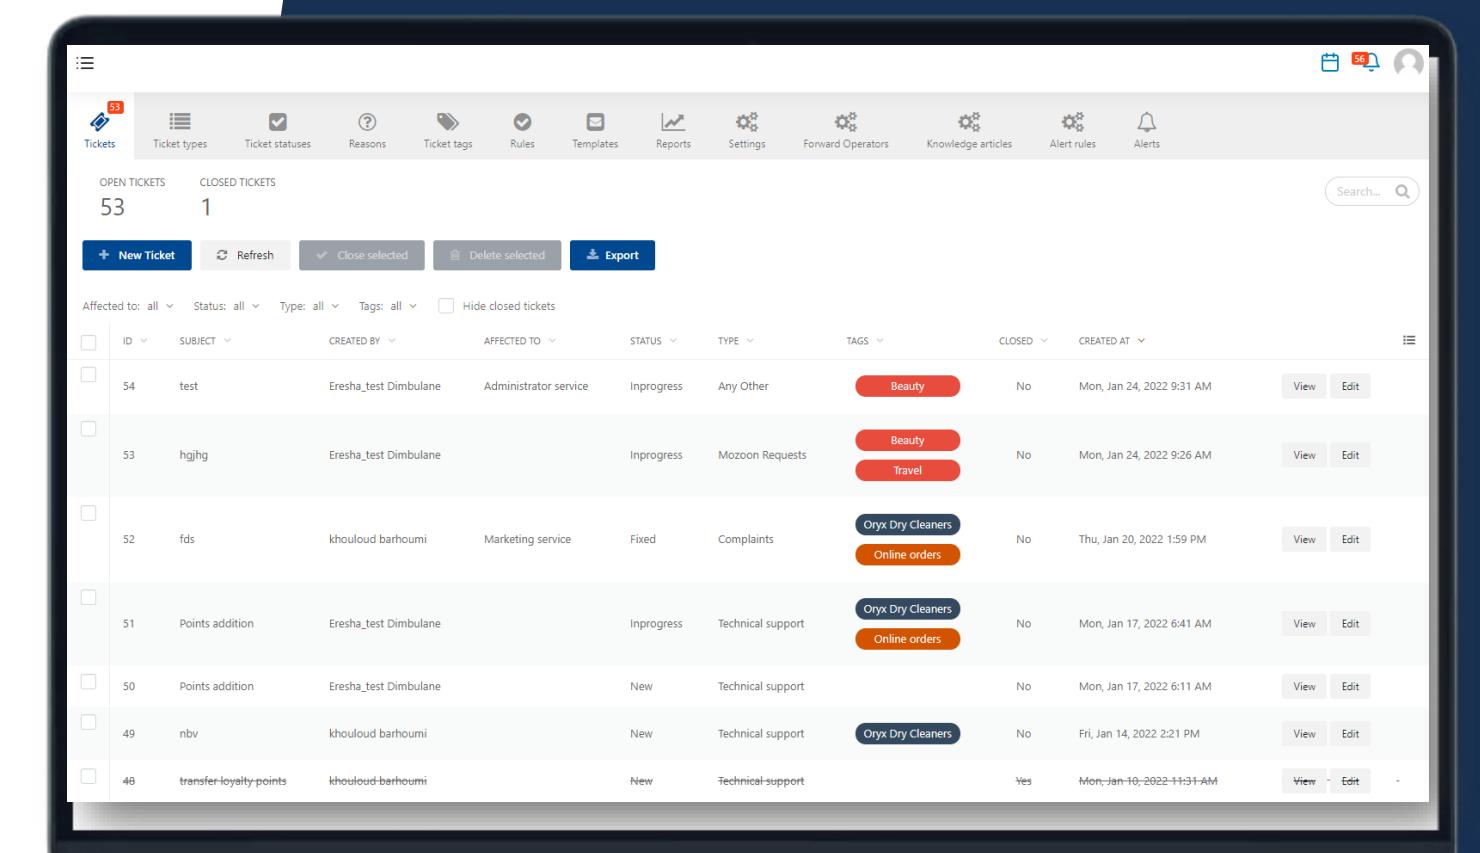 56
53
Tickets Ticket types Ticket statuses Reasons Ticket tags Rules Templates Reports Settings Forward Operators Knowledge articles Alert rules Alerts
OPEN TICKETS CLOSED TICKETS
53 1
Search...
New Ticket Refresh Close selected Delete selected Export
Affected to: all Status: all Type: all Tags: all Hide closed tickets
ID SUBJECT CREATED BY AFFECTED TO STATUS TYPE TAGS CLOSED CREATED AT
54 test Eresha_test Dimbulane Administrator service Inprogress Any Other Beauty No Mon, Jan 24, 2022 9:31 AM View Edit
Beauty
53 hgjhg Eresha_test Dimbulane Inprogress Mozoon Requests No Mon, Jan 24, 2022 9:26 AM View Edit
Travel
Oryx Dry Cleaners
52 fds khouloud barhoumi Marketing service Fixed Complaints No Thu, Jan 20, 2022 1:59 PM View Edit
Online orders
Oryx Dry Cleaners
51 Points addition Eresha_test Dimbulane Inprogress Technical support No Mon, Jan 17, 2022 6:41 AM View Edit
Online orders
50 Points addition Eresha_test Dimbulane New Technical support No Mon, Jan 17, 2022 6:11 AM View Edit
49 nbv khouloud barhoumi New Technical support Oryx Dry Cleaners No Fri, Jan 14, 2022 2:21 PM View Edit
48 transfer loyalty points khouloud barhoumi New Technical support Yes Mon, Jan 10, 2022 11:31 AM View Edit